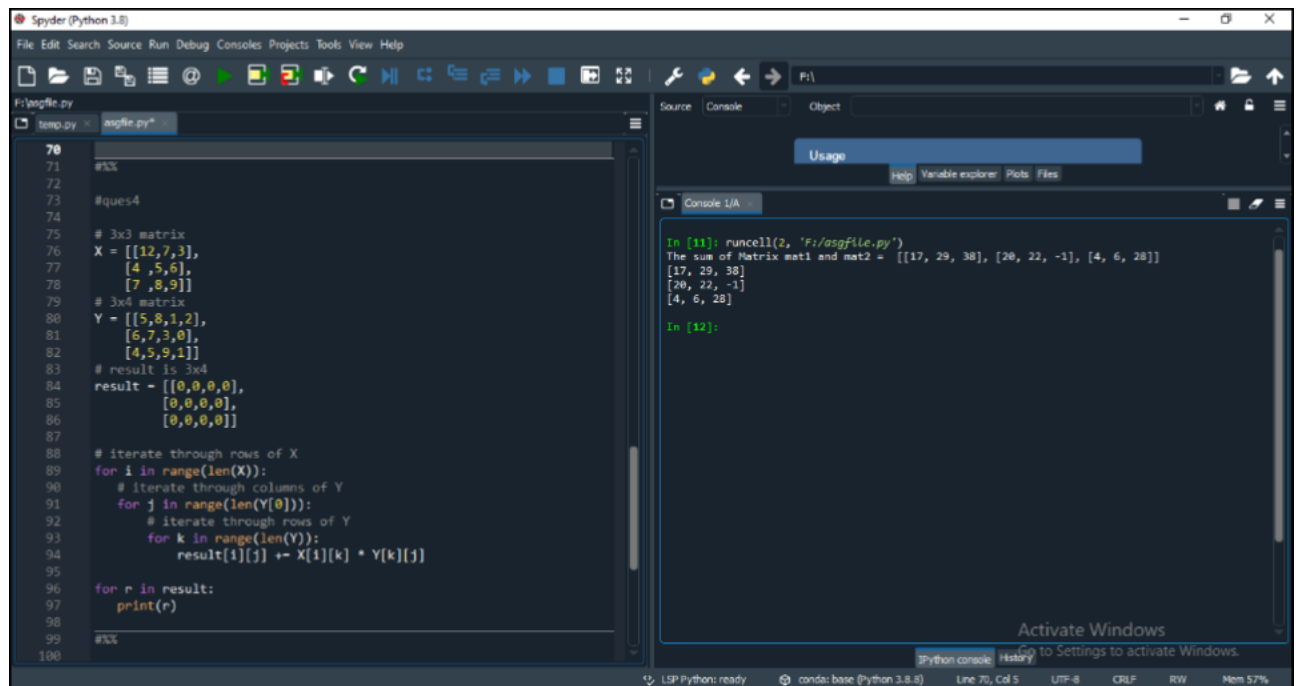 Spyder (Python 3.8)
File Edit Search Source Run Debug Consoles Projects Tools View Help
F:\
F:\asgfile.py
temp.py
asgfile.py*
70
71 #%%
72
73 #ques4
74
75 # 3x3 matrix
76 X = [[12,7,3],
77 [4 ,5,6],
78 [7 ,8,9]]
79 # 3x4 matrix
80 Y = [[5,8,1,2],
81 [6,7,3,0],
82 [4,5,9,1]]
83 # result is 3x4
84 result = [[0,0,0,0],
85 [0,0,0,0],
86 [0,0,0,0]]
87
88 # iterate through rows of X
89 for i in range(len(X)):
90 # iterate through columns of Y
91 for j in range(len(Y[0])):
92 # iterate through rows of Y
93 for k in range(len(Y)):
94 result[i][j] += X[i][k] * Y[k][j]
95
96 for r in result:
97 print(r)
98
99 #%%
100
Source Console Object
Usage
Help Variable explorer Plots Files
Console 1/A
In [11]: runcell(2, 'F:/asgfile.py')
The sum of Matrix mat1 and mat2 = [[17, 29, 38], [20, 22, -1], [4, 6, 28]]
[17, 29, 38]
[20, 22, -1]
[4, 6, 28]
In [12]:
Activate Windows
Go to Settings to activate Windows.
IPython console History
LSP Python: ready conda: base (Python 3.8.8) Line 70, Col 5 UTF-8 CRLF RW Mem 57%